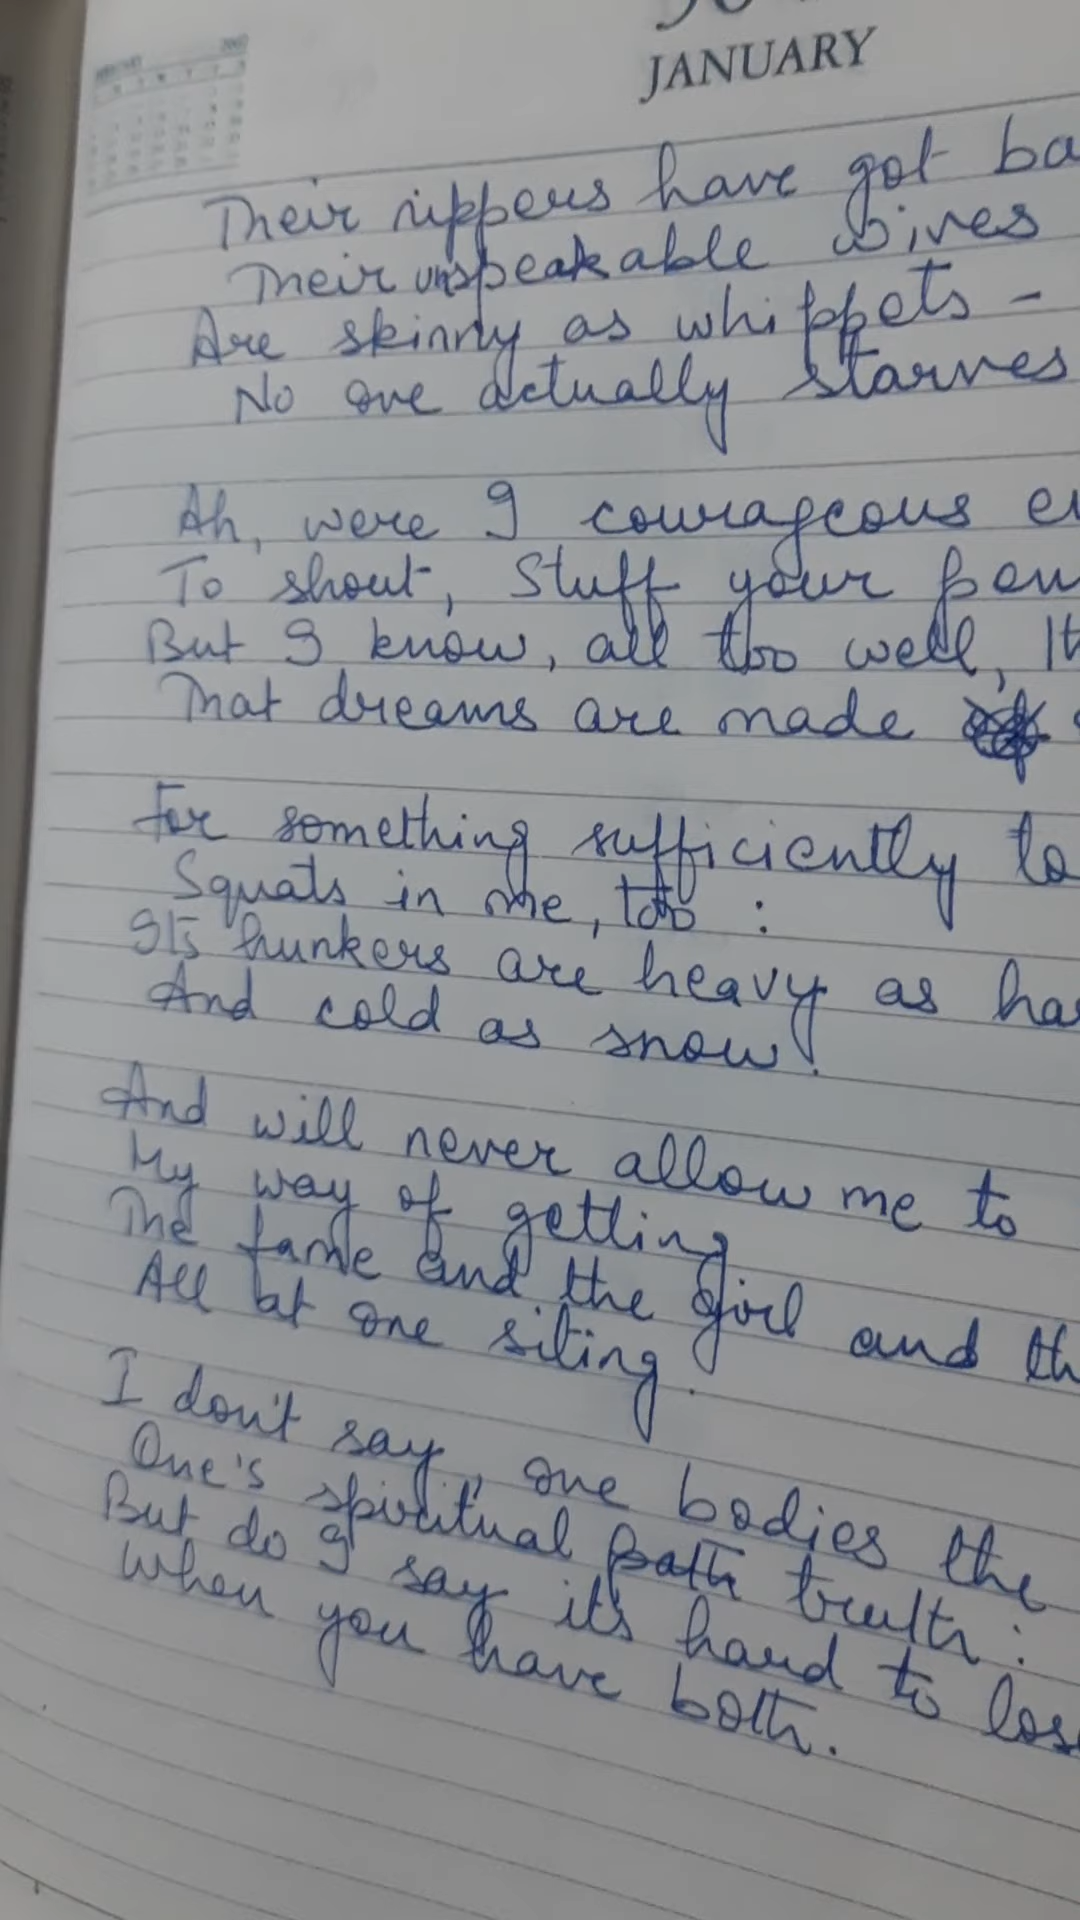 JANUARY
Their nippers have got ba
Their unspeakable wives
Are skinny as whippets -
No one actually starves
Ah, were I courageous e
To shout, Stuff your pen
But I know, all too well, It
That dreams are made
For something sufficiently to
Squats in me, too :
Its hunkers are heavy as ha
And cold as snow.
And will never allow me to
My way of getting
The fame and the girl and th
All at one siting.
I don't say, one bodies the
One's spiritual path truth :
But do I say it's hard to los
When you have both.